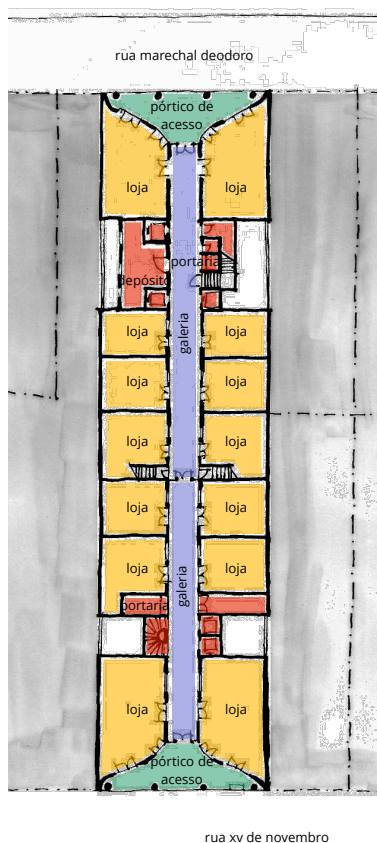 rua marechal deodoro
pórtico de
acesso
loja loja
portaria
depósito
galeria
loja loja
loja loja
loja loja
loja loja
loja loja
galeria
portaria
loja loja
pórtico de
acesso
rua xv de novembro